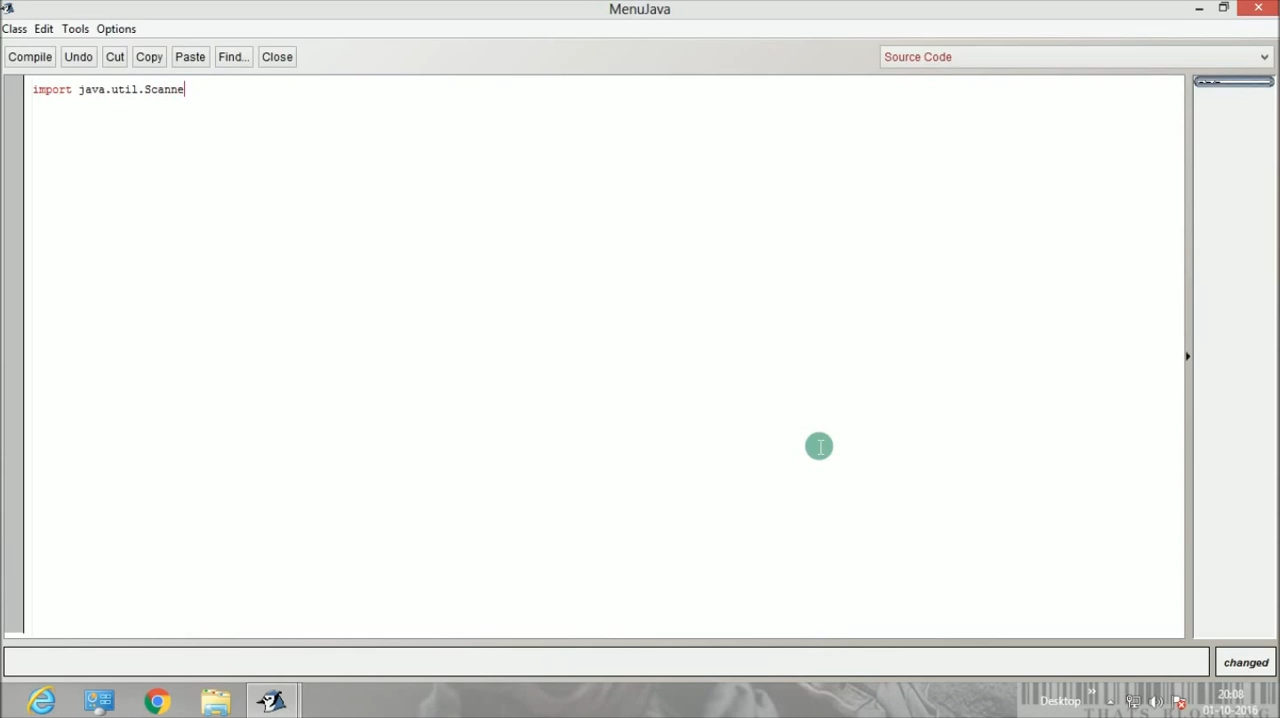 MenuJava
Class Edit Tools Options
Compile Undo Cut Copy Paste Find... Close
Source Code
import java.util.Scanne
changed
Desktop
20:08
01-10-2016